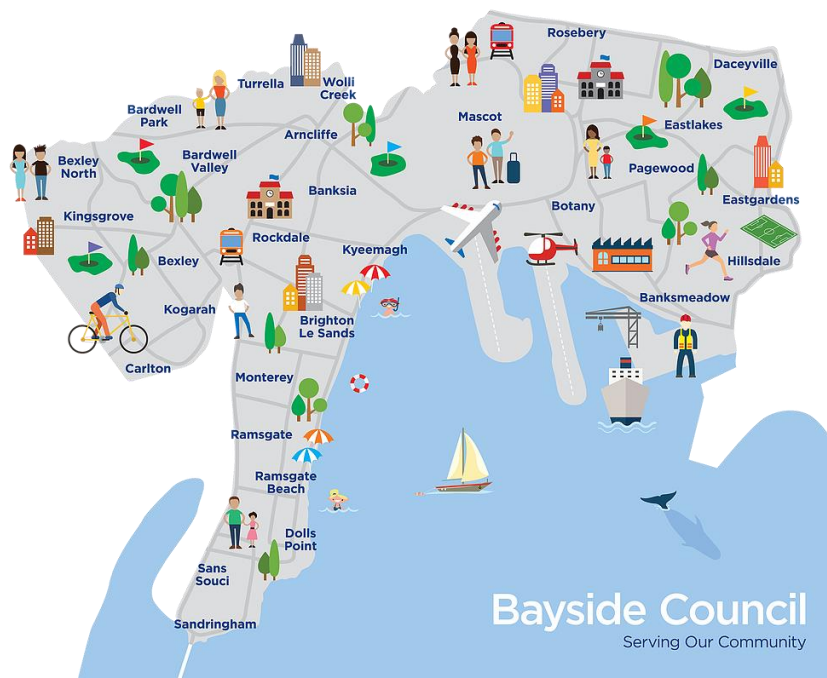 Rosebery
Daceyville
Turrella
Wolli
Creek
Bardwell
Park
Mascot
Eastlakes
Arncliffe
Bexley
North
Bardwell
Valley
Pagewood
Banksia
Eastgardens
Kingsgrove
Botany
Rockdale
Kyeemagh
Bexley
Hillsdale
Kogarah
Banksmeadow
Brighton
Le Sands
Carlton
Monterey
Ramsgate
Ramsgate
Beach
Dolls
Point
Sans
Souci
Sandringham
Bayside Council
Serving Our Community